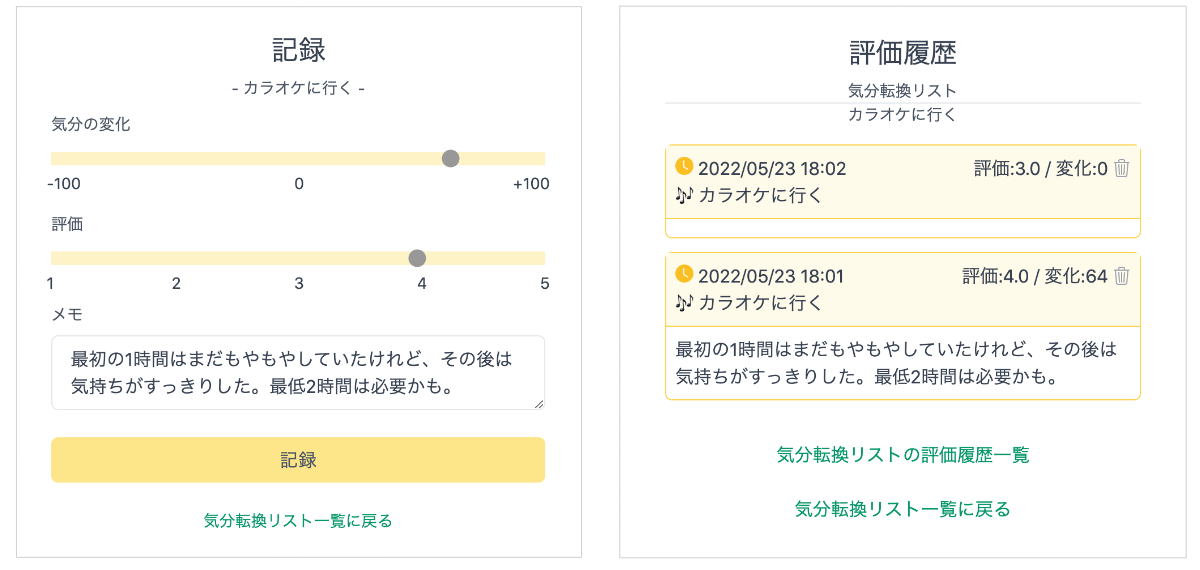 記録
- カラオケに行く -
気分の変化
-100 0 +100
評価
1 2 3 4 5
メモ
最初の1時間はまだもやもやしていたけれど、その後は
気持ちがすっきりした。最低2時間は必要かも。
記録
気分転換リスト一覧に戻る
評価履歴
気分転換リスト
カラオケに行く
2022/05/23 18:02 評価:3.0 / 変化:0
🎶 カラオケに行く
2022/05/23 18:01 評価:4.0 / 変化:64
🎶 カラオケに行く
最初の1時間はまだもやもやしていたけれど、その後は
気持ちがすっきりした。最低2時間は必要かも。
気分転換リストの評価履歴一覧
気分転換リスト一覧に戻る